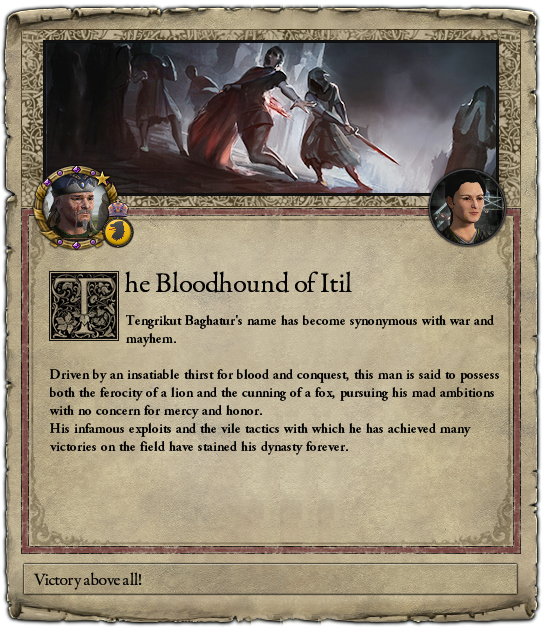 The Bloodhound of Itil
Tengrikut Baghatur's name has become synonymous with war and
mayhem.
Driven by an insatiable thirst for blood and conquest, this man is said to possess
both the ferocity of a lion and the cunning of a fox, pursuing his mad ambitions
with no concern for mercy and honor.
His infamous exploits and the vile tactics with which he has achieved many
victories on the field have stained his dynasty forever.
Victory above all!